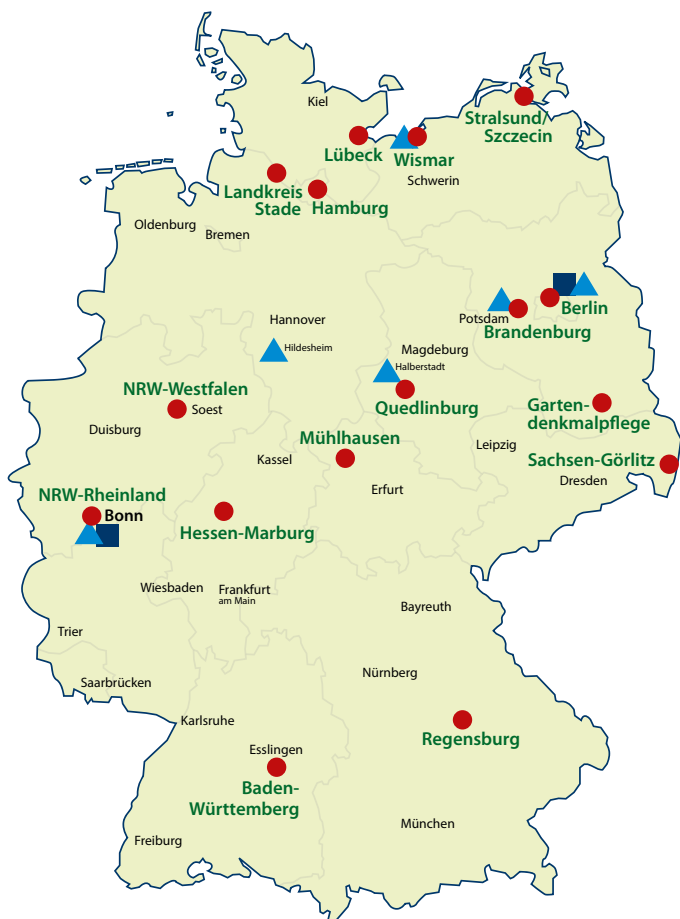 Kiel
Stralsund/
Szczecin
Lübeck
Wismar
Schwerin
Landkreis
Stade
Hamburg
Oldenburg
Bremen
Berlin
Potsdam
Brandenburg
Hannover
Hildesheim
Magdeburg
Halberstadt
NRW-Westfalen
Soest
Quedlinburg
Garten-
denkmalpflege
Duisburg
Mühlhausen
Leipzig
Kassel
Sachsen-Görlitz
Dresden
Erfurt
NRW-Rheinland
Bonn
Hessen-Marburg
Wiesbaden
Frankfurt
am Main
Bayreuth
Trier
Nürnberg
Saarbrücken
Karlsruhe
Regensburg
Esslingen
Baden-
Württemberg
München
Freiburg